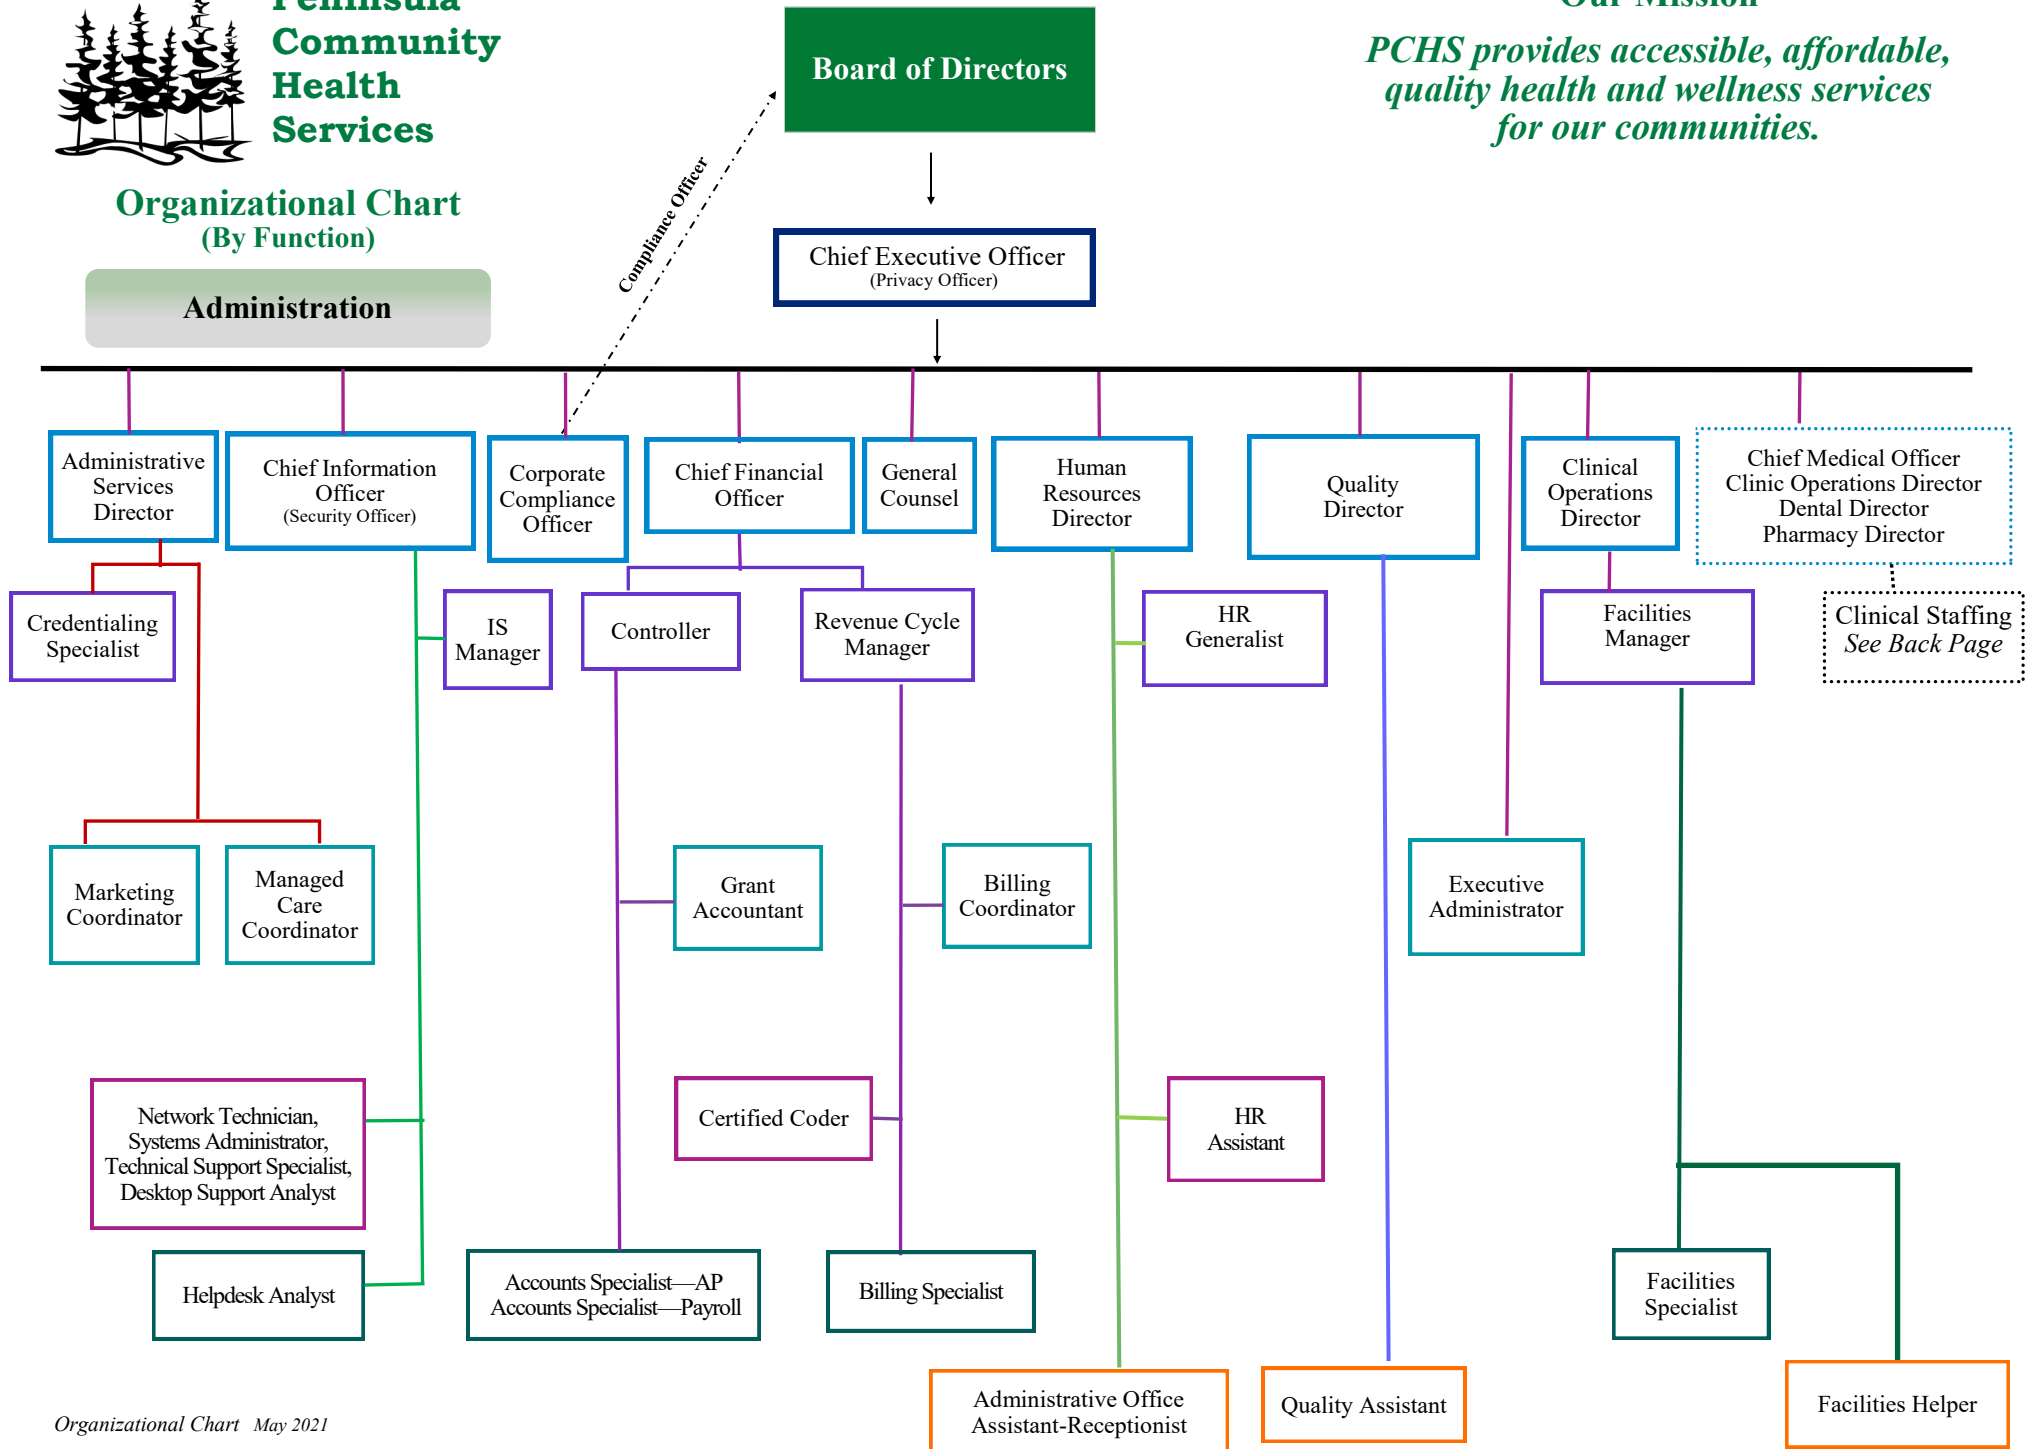 Peninsula
Community
Health
Services
Organizational Chart
(By Function)
Administration
Our Mission
PCHS provides accessible, affordable,
quality health and wellness services
for our communities.
Board of Directors
Compliance Officer
Chief Executive Officer
(Privacy Officer)
Administrative
Services
Director
Chief Information
Officer
(Security Officer)
Corporate
Compliance
Officer
Chief Financial
Officer
General
Counsel
Human
Resources
Director
Quality
Director
Clinical
Operations
Director
Chief Medical Officer
Clinic Operations Director
Dental Director
Pharmacy Director
Credentialing
Specialist
IS
Manager
Controller
Revenue Cycle
Manager
HR
Generalist
Facilities
Manager
Clinical Staffing
See Back Page
Marketing
Coordinator
Managed
Care
Coordinator
Grant
Accountant
Billing
Coordinator
Executive
Administrator
Network Technician,
Systems Administrator,
Technical Support Specialist,
Desktop Support Analyst
Certified Coder
HR
Assistant
Helpdesk Analyst
Accounts Specialist—AP
Accounts Specialist—Payroll
Billing Specialist
Facilities
Specialist
Administrative Office
Assistant-Receptionist
Quality Assistant
Facilities Helper
Organizational Chart May 2021